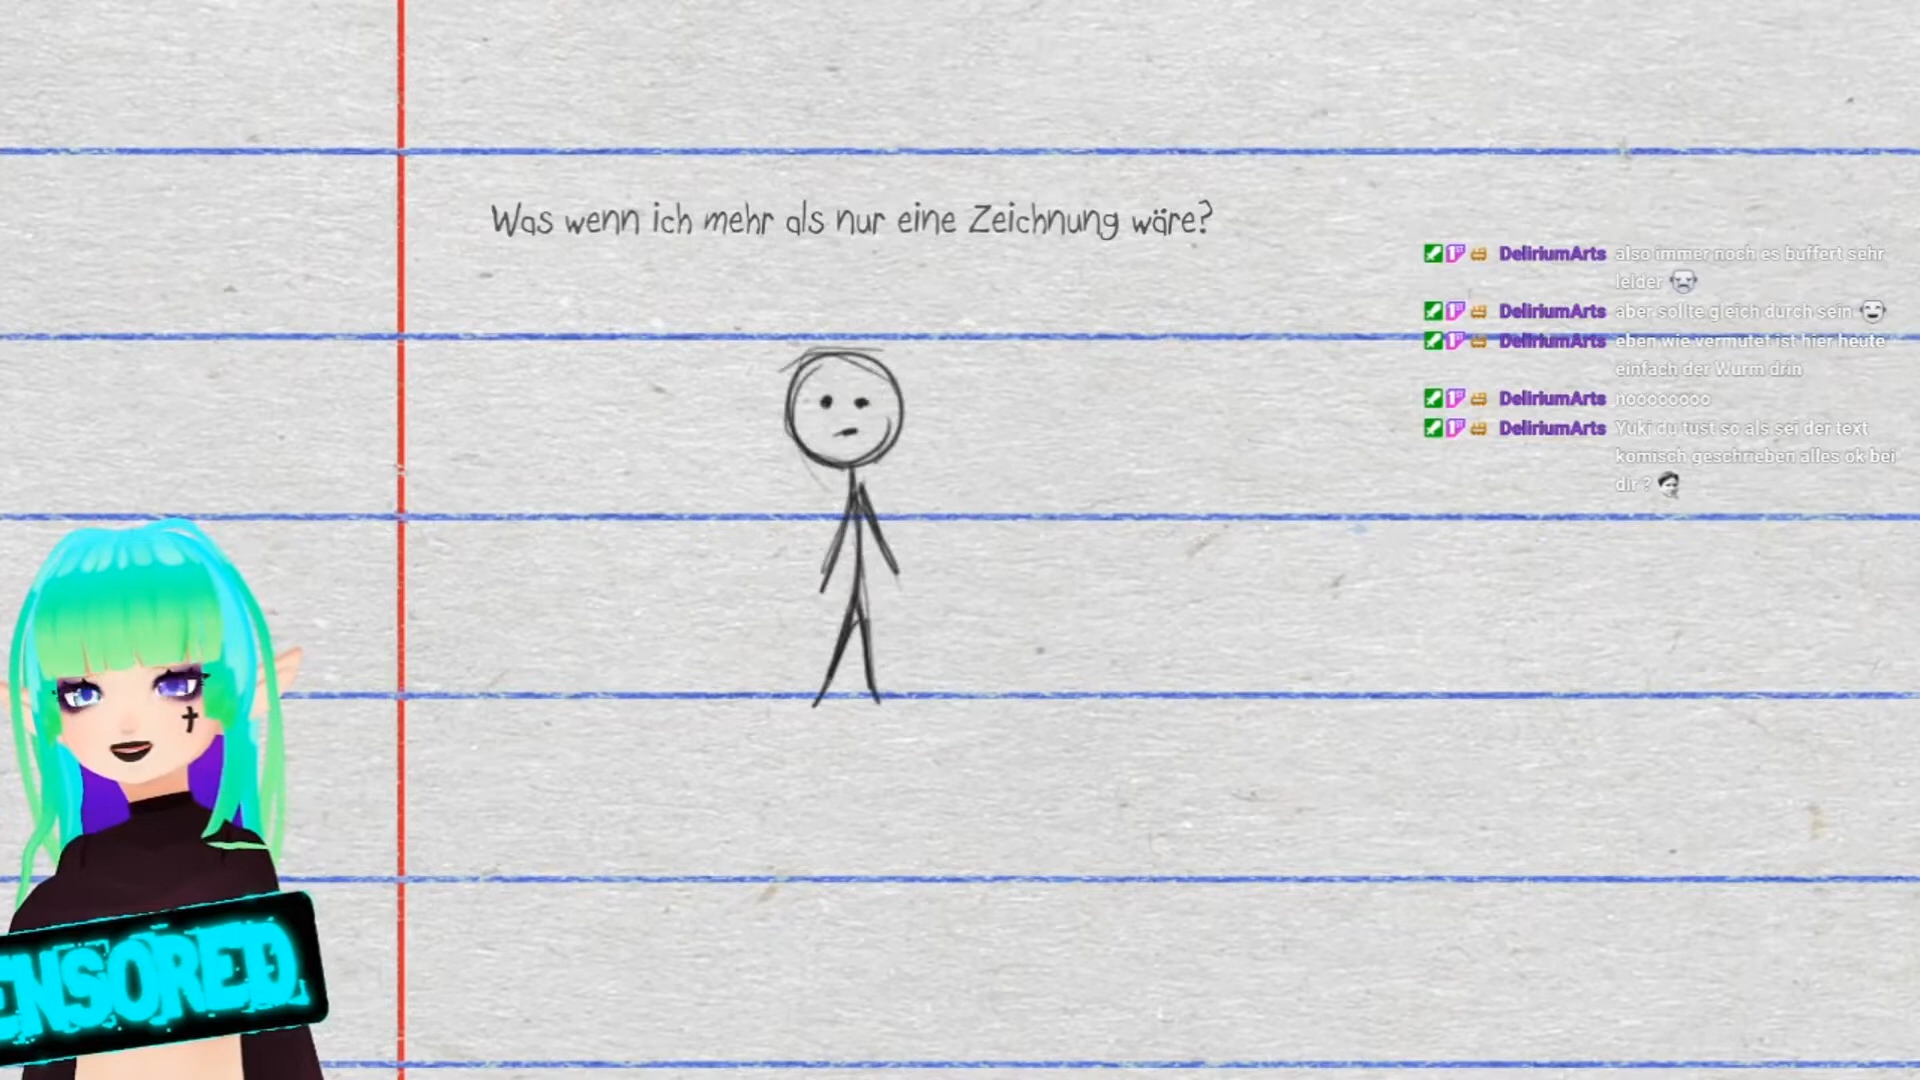 Was wenn ich mehr als nur eine Zeichnung wäre?
DeliriumArts also immer noch es buffert sehr
leider
DeliriumArts aber sollte gleich durch sein
DeliriumArts eben wie vermutet ist hier heute
einfach der Wurm drin
DeliriumArts noooooooo
DeliriumArts Yuki du tust so als sei der text
komisch geschrieben alles ok bei
dir ?
ENSORED